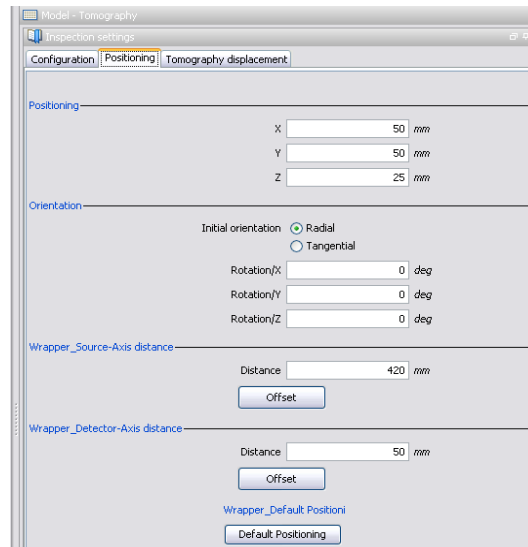 Model - Tomography
Inspection settings
Configuration Positioning Tomography displacement
Positioning
X 50 mm
Y 50 mm
Z 25 mm
Orientation
Initial orientation Radial
Tangential
Rotation/X 0 deg
Rotation/Y 0 deg
Rotation/Z 0 deg
Wrapper_Source-Axis distance
Distance 420 mm
Offset
Wrapper_Detector-Axis distance
Distance 50 mm
Offset
Wrapper_Default Positioni
Default Positioning